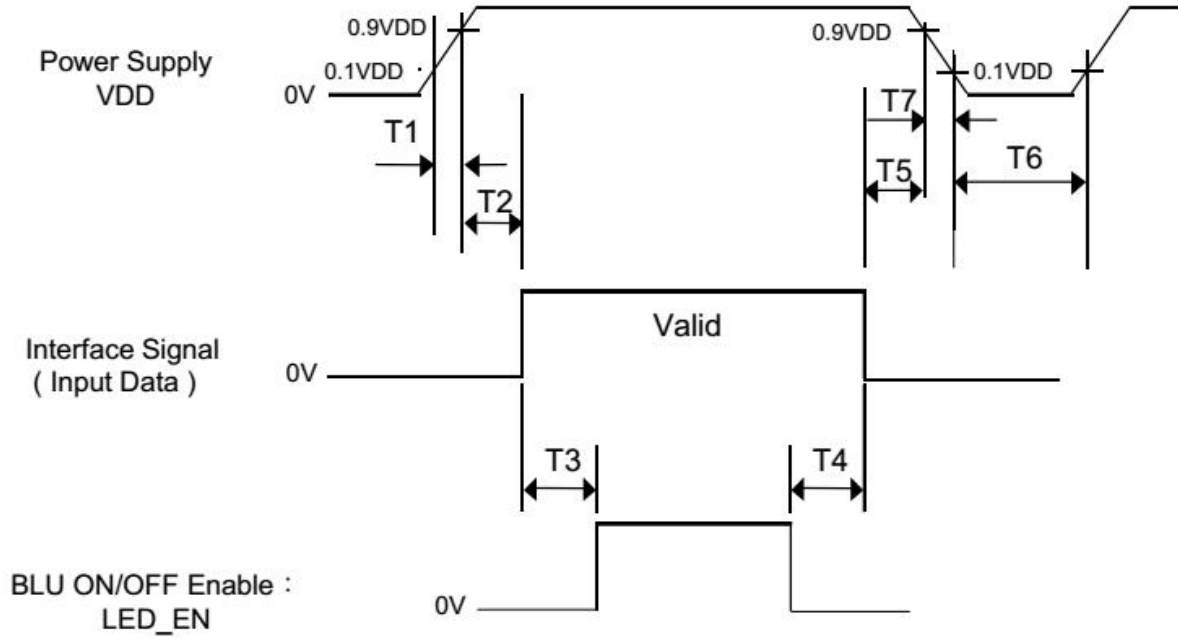 0.9VDD
0.9VDD
Power Supply
VDD
0.1VDD
0.1VDD
0V
T7
T1
T6
T5
T2
Valid
Interface Signal
( Input Data )
0V
T3
T4
BLU ON/OFF Enable :
LED_EN
0V